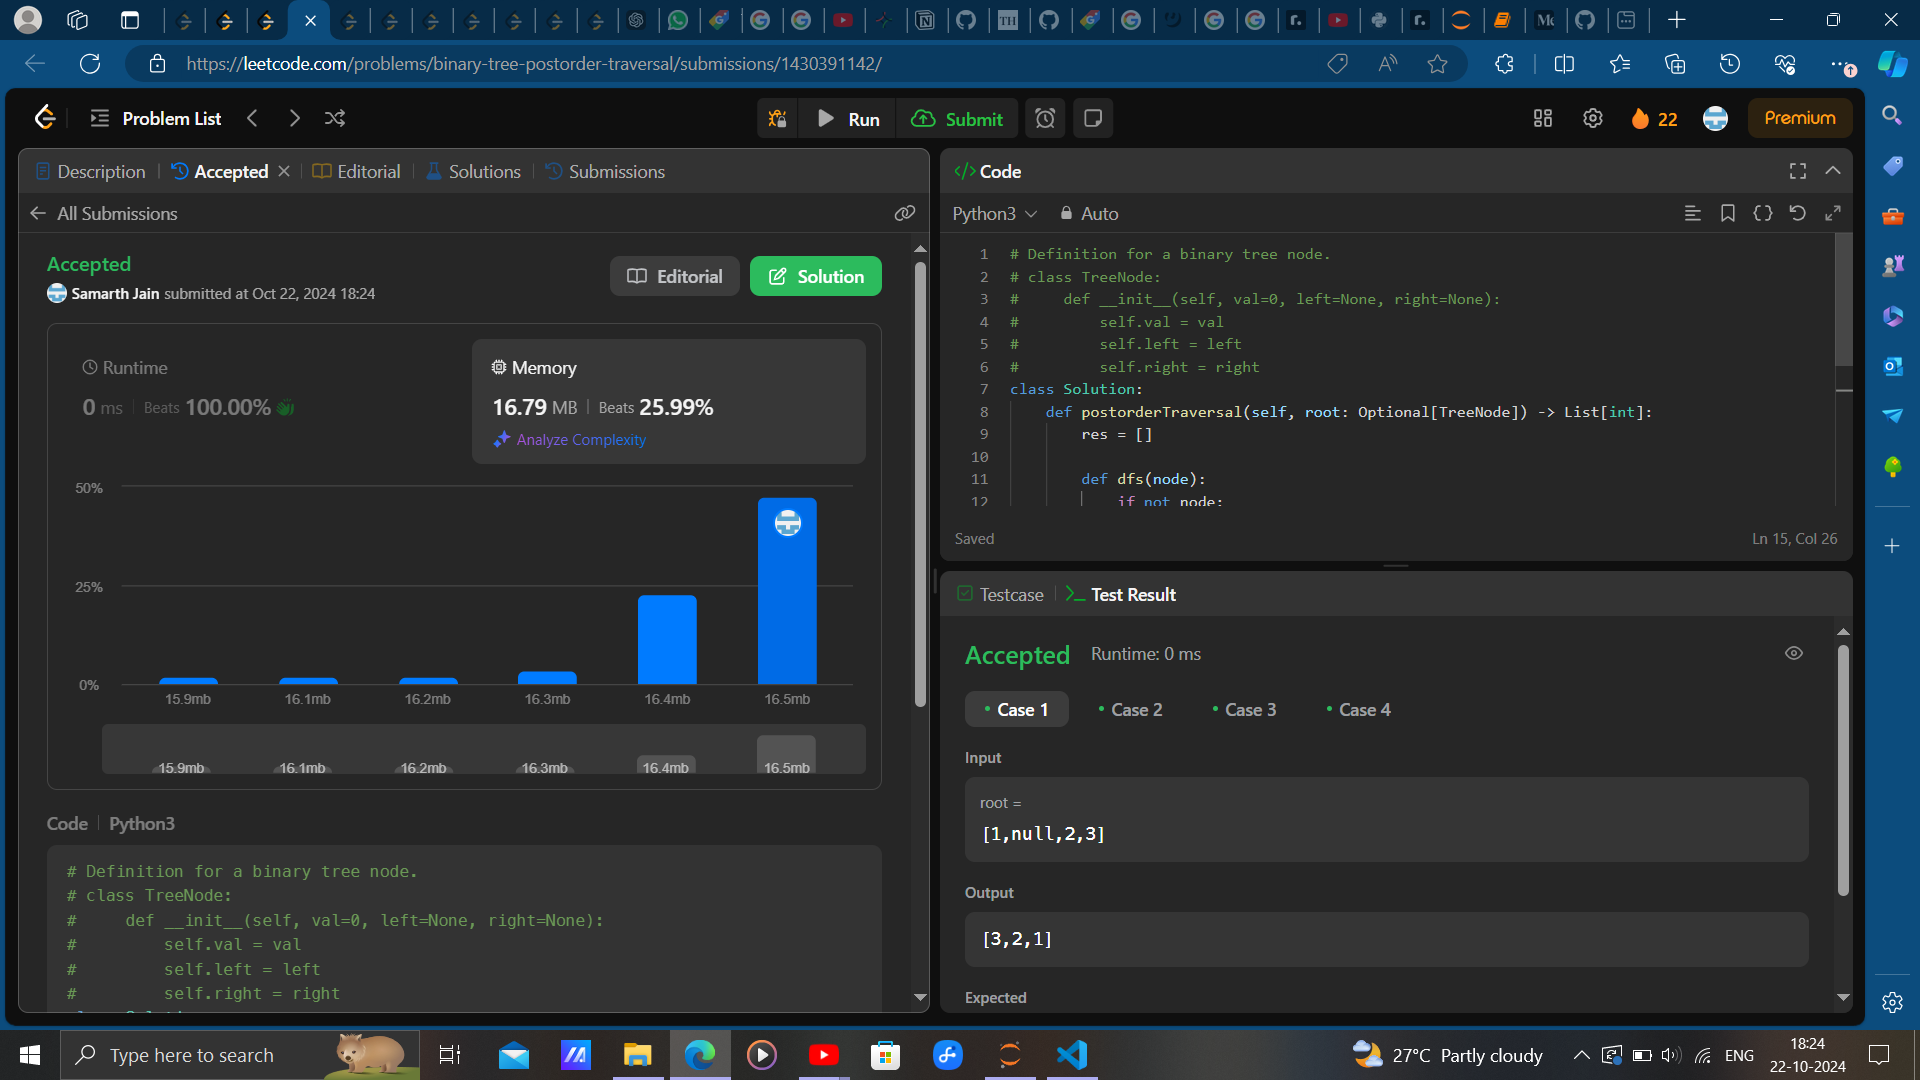 https://leetcode.com/problems/binary-tree-postorder-traversal/submissions/1430391142/
Problem List
Run
Submit
22
Premium
Description
Accepted
Editorial
Solutions
Submissions
All Submissions
Accepted
Samarth Jain submitted at Oct 22, 2024 18:24
Editorial
Solution
Runtime
0 ms
Beats 100.00%
Memory
16.79 MB
Beats 25.99%
Analyze Complexity
50%
25%
0%
15.9mb 16.1mb 16.2mb 16.3mb 16.4mb 16.5mb
15.9mb 16.1mb 16.2mb 16.3mb 16.4mb 16.5mb
Code
Python3
# Definition for a binary tree node.
# class TreeNode:
#     def __init__(self, val=0, left=None, right=None):
#         self.val = val
#         self.left = left
#         self.right = right
Code
Python3
Auto
1 # Definition for a binary tree node.
2 # class TreeNode:
3 #     def __init__(self, val=0, left=None, right=None):
4 #         self.val = val
5 #         self.left = left
6 #         self.right = right
7 class Solution:
8     def postorderTraversal(self, root: Optional[TreeNode]) -> List[int]:
9         res = []
10
11         def dfs(node):
12             if not node:
Saved
Ln 15, Col 26
Testcase
Test Result
Accepted
Runtime: 0 ms
Case 1
Case 2
Case 3
Case 4
Input
root =
[1,null,2,3]
Output
[3,2,1]
Expected
Type here to search
27°C Partly cloudy
ENG
18:24
22-10-2024